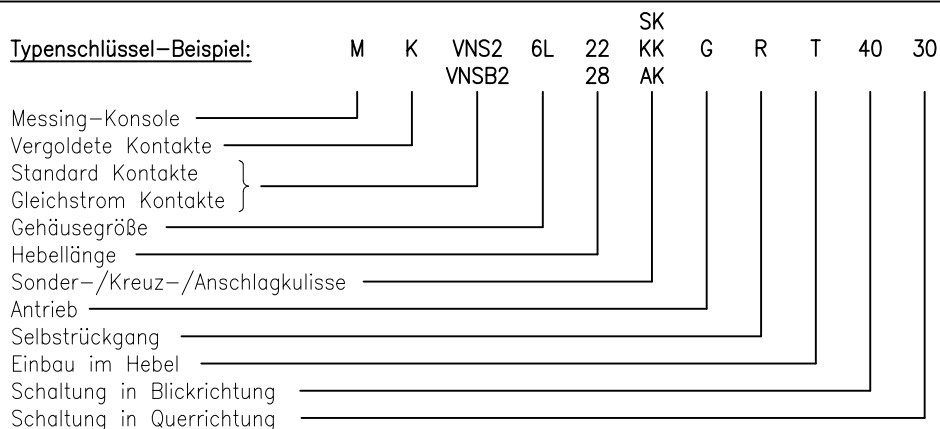 SK
Typenschlüssel-Beispiel: M K VNS2 6L 22 KK G R T 40 30
VNSB2 28 AK
Messing-Konsole
Vergoldete Kontakte
Standard Kontakte
Gleichstrom Kontakte
Gehäusegröße
Hebellänge
Sonder-/Kreuz-/Anschlagkulisse
Antrieb
Selbstrückgang
Einbau im Hebel
Schaltung in Blickrichtung
Schaltung in Querrichtung